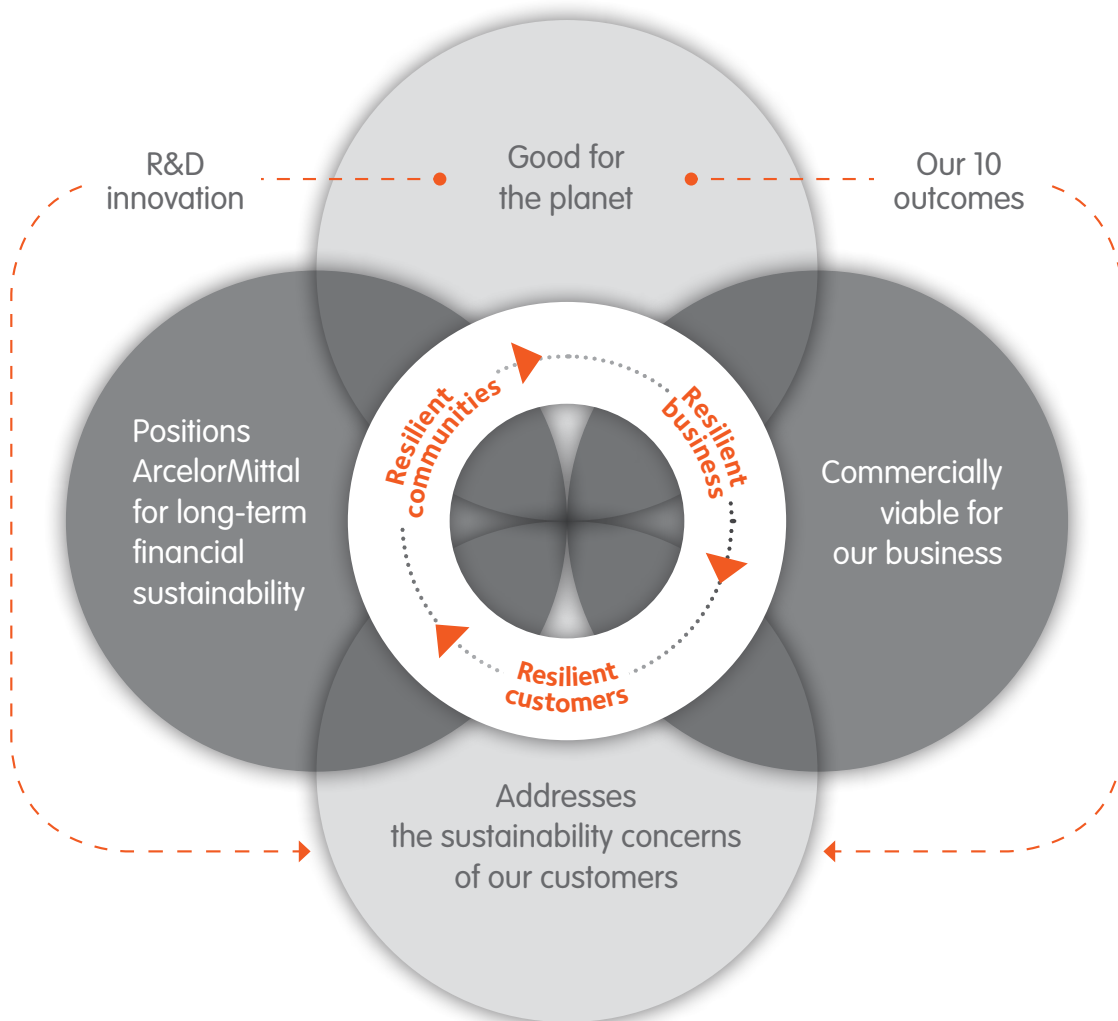 R&D
innovation
Good for
the planet
Our 10
outcomes
Positions
ArcelorMittal
for long-term
financial
sustainability
Resilient
communities
Resilient
business
Commercially
viable for
our business
Resilient
customers
Addresses
the sustainability concerns
of our customers